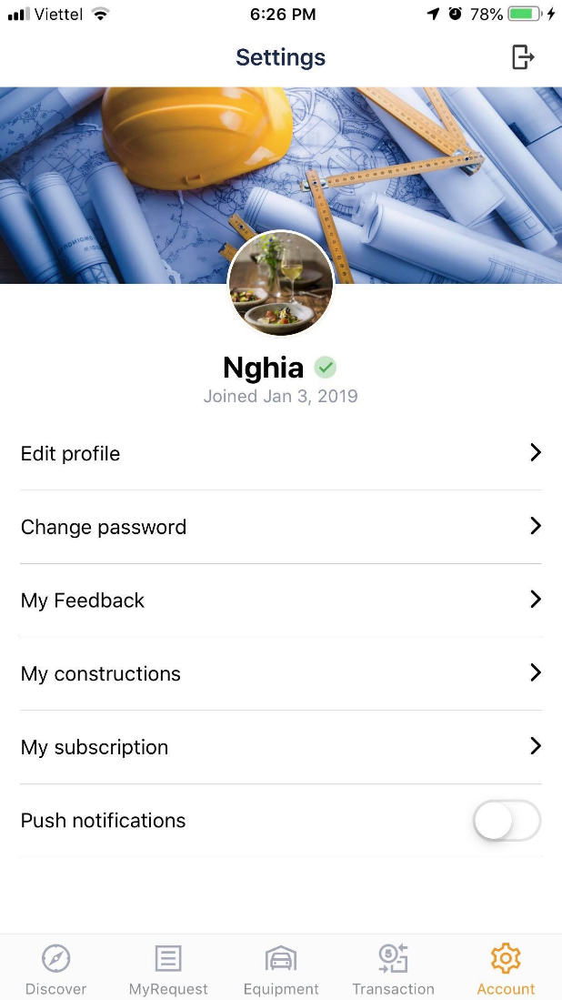 Viettel 6:26 PM 78%
Settings
Nghia
Joined Jan 3, 2019
Edit profile
Change password
My Feedback
My constructions
My subscription
Push notifications
Discover MyRequest Equipment Transaction Account